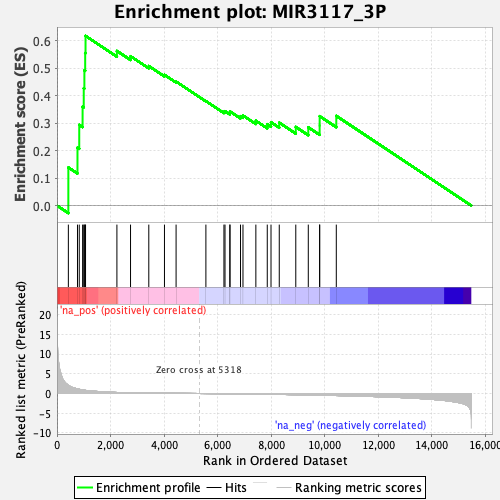 Enrichment plot: MIR3117_3P
Enrichment score (ES)
0.6
0.5
0.4
0.3
0.2
0.1
0.0
'na_pos' (positively correlated)
Ranked list metric (PreRanked)
20
15
10
5
0
-5
-10
Zero cross at 5318
'na_neg' (negatively correlated)
0 2,000 4,000 6,000 8,000 10,000 12,000 14,000 16,000
Rank in Ordered Dataset
Enrichment profile Hits Ranking metric scores